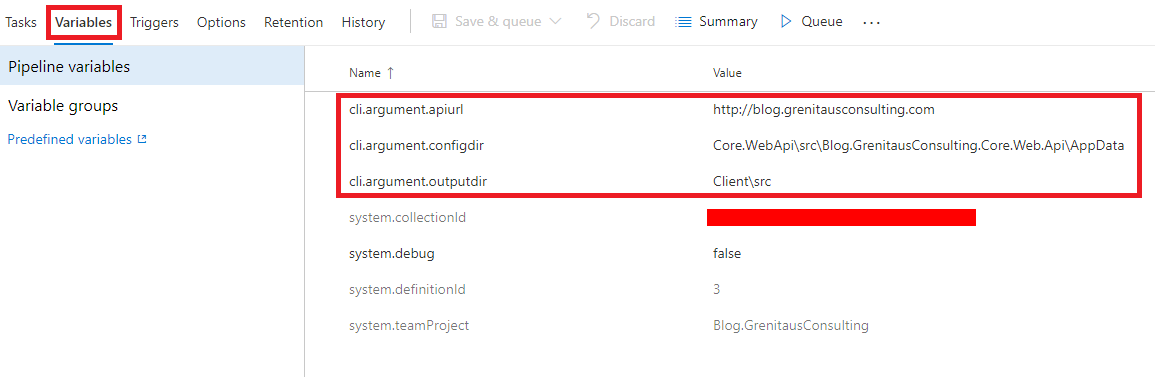 Tasks Variables Triggers Options Retention History Save & queue Discard Summary Queue ...
Pipeline variables
Variable groups
Predefined variables
Name ↑ Value
cli.argument.apiurl http://blog.grenitausconsulting.com
cli.argument.configdir Core.WebApi\src\Blog.GrenitausConsulting.Core.Web.Api\AppData
cli.argument.outputdir Client\src
system.collectionId
system.debug false
system.definitionId 3
system.teamProject Blog.GrenitausConsulting